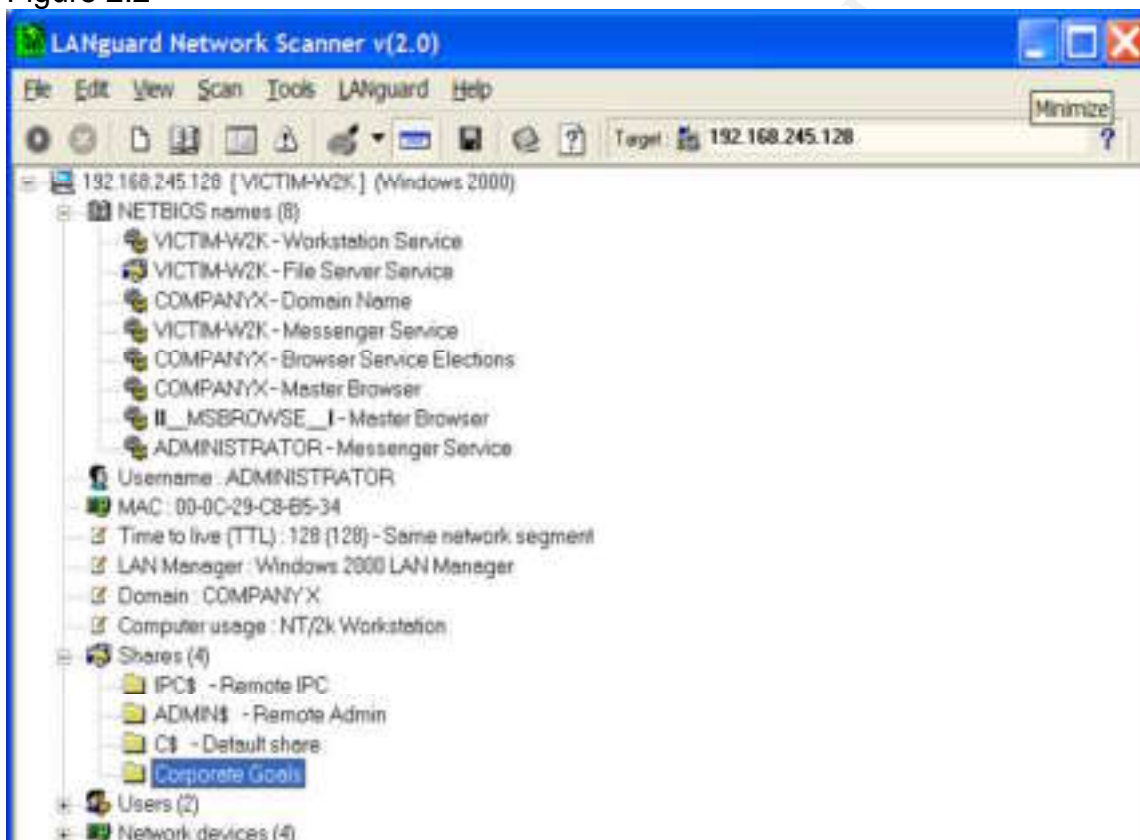 Figure 2.2
LANguard Network Scanner v(2.0)
File Edit View Scan Tools LANguard Help
Minimize
Target: 192.168.245.128 ?
192.168.245.128 [ VICTIM-W2K ] (Windows 2000)
NETBIOS names (8)
VICTIM-W2K - Workstation Service
VICTIM-W2K - File Server Service
COMPANYX - Domain Name
VICTIM-W2K - Messenger Service
COMPANYX - Browser Service Elections
COMPANYX - Master Browser
__MSBROWSE__ - Master Browser
ADMINISTRATOR - Messenger Service
Username : ADMINISTRATOR
MAC : 00-0C-29-C8-B5-34
Time to live (TTL) : 128 (128) - Same network segment
LAN Manager : Windows 2000 LAN Manager
Domain : COMPANYX
Computer usage : NT/2k Workstation
Shares (4)
IPC$ - Remote IPC
ADMIN$ - Remote Admin
C$ - Default share
Corporate Goals
Users (2)
Network devices (4)